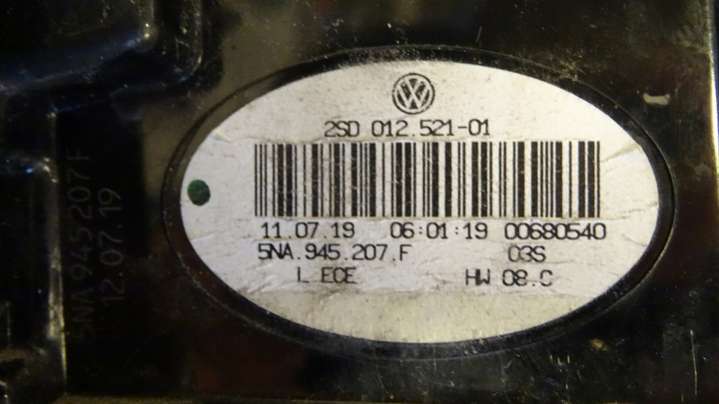 VW
2SD 012.521-01
11.07.19 06:01:19 00680540
5NA.945.207.F 03S
L ECE HW 08.C
5NA 945 207 F
12.07.19